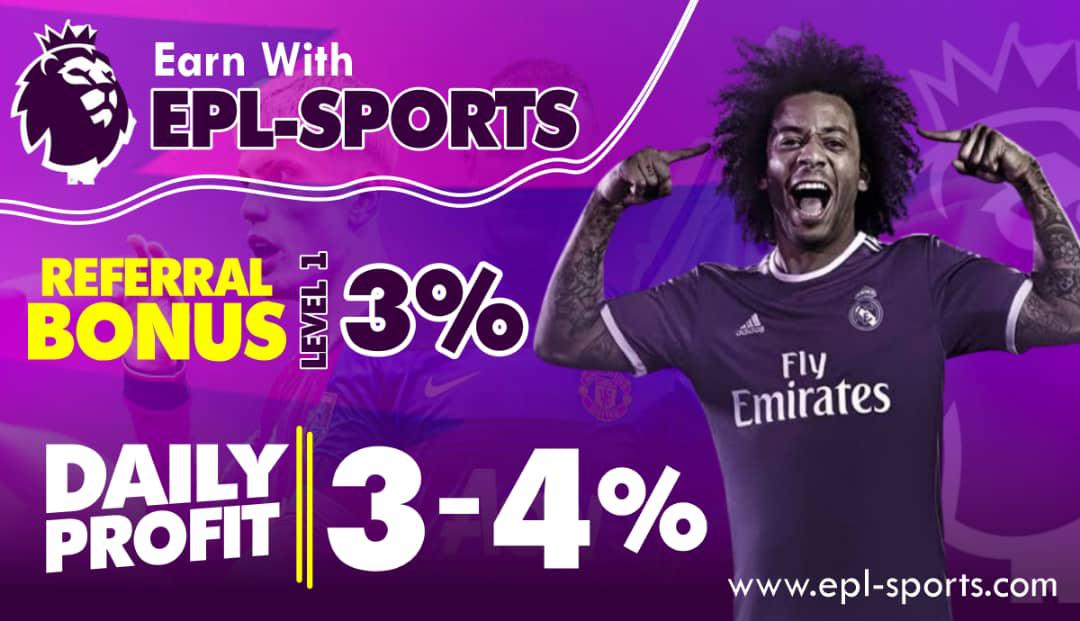 Earn With
EPL-SPORTS
REFERRAL
BONUS
LEVEL 1
3%
DAILY
PROFIT
3-4%
adidas
Fly
Emirates
www.epl-sports.com